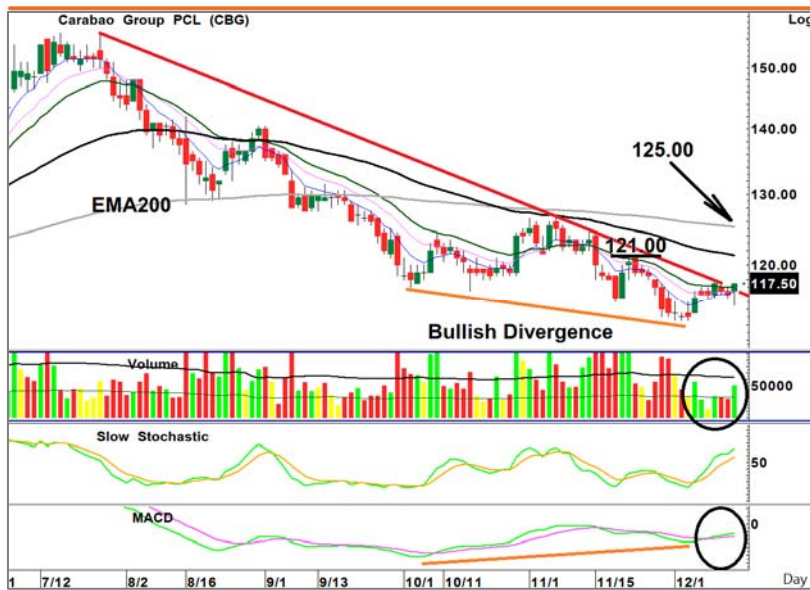 Carabao Group PCL (CBG)
Log
150.00
140.00
125.00
130.00
EMA200
121.00
120.00
117.50
Bullish Divergence
Volume
50000
Slow Stochastic
50
MACD
0
1 7/12 8/2 8/16 9/1 9/13 10/1 10/11 11/1 11/15 12/1 Day